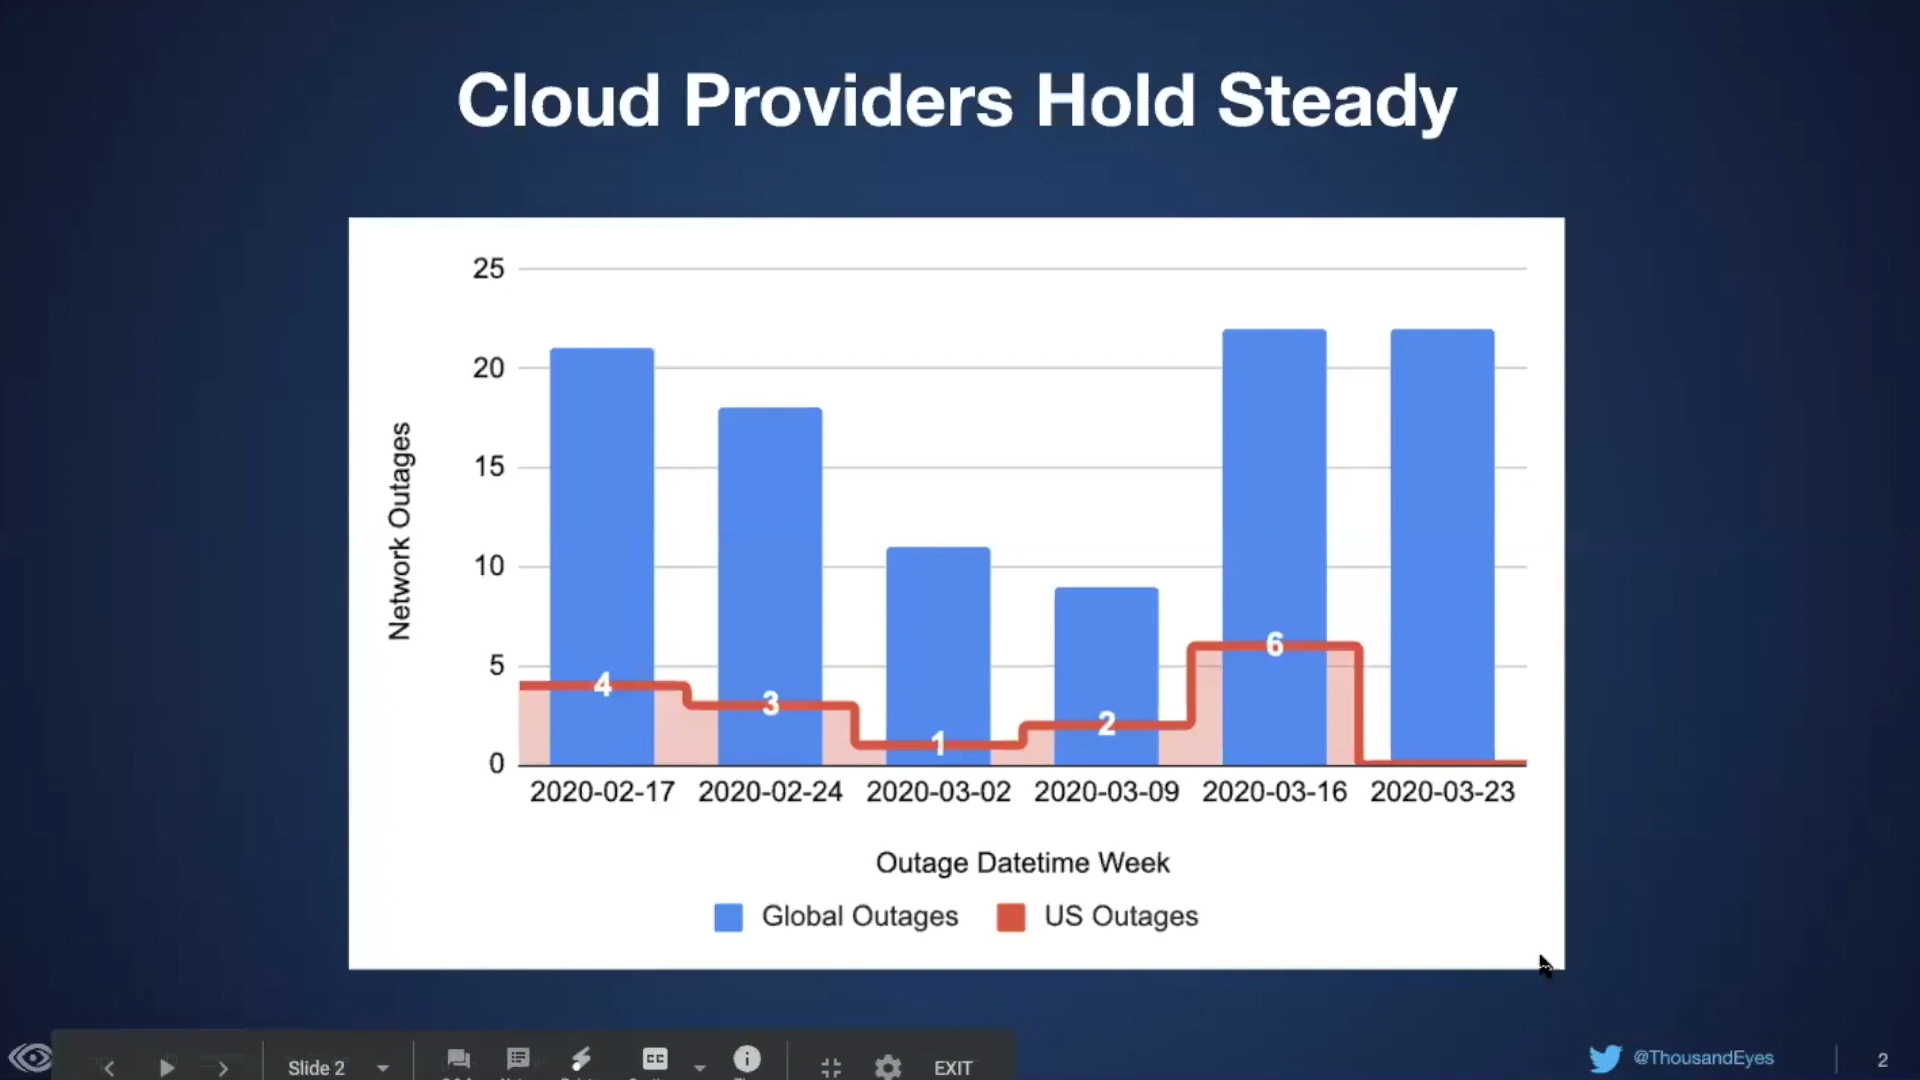 Cloud Providers Hold Steady
25
20
15
10
5
0
Network Outages
4
3
1
2
6
2020-02-17 2020-02-24 2020-03-02 2020-03-09 2020-03-16 2020-03-23
Outage Datetime Week
Global Outages US Outages
Slide 2 CC EXIT
@ThousandEyes 2